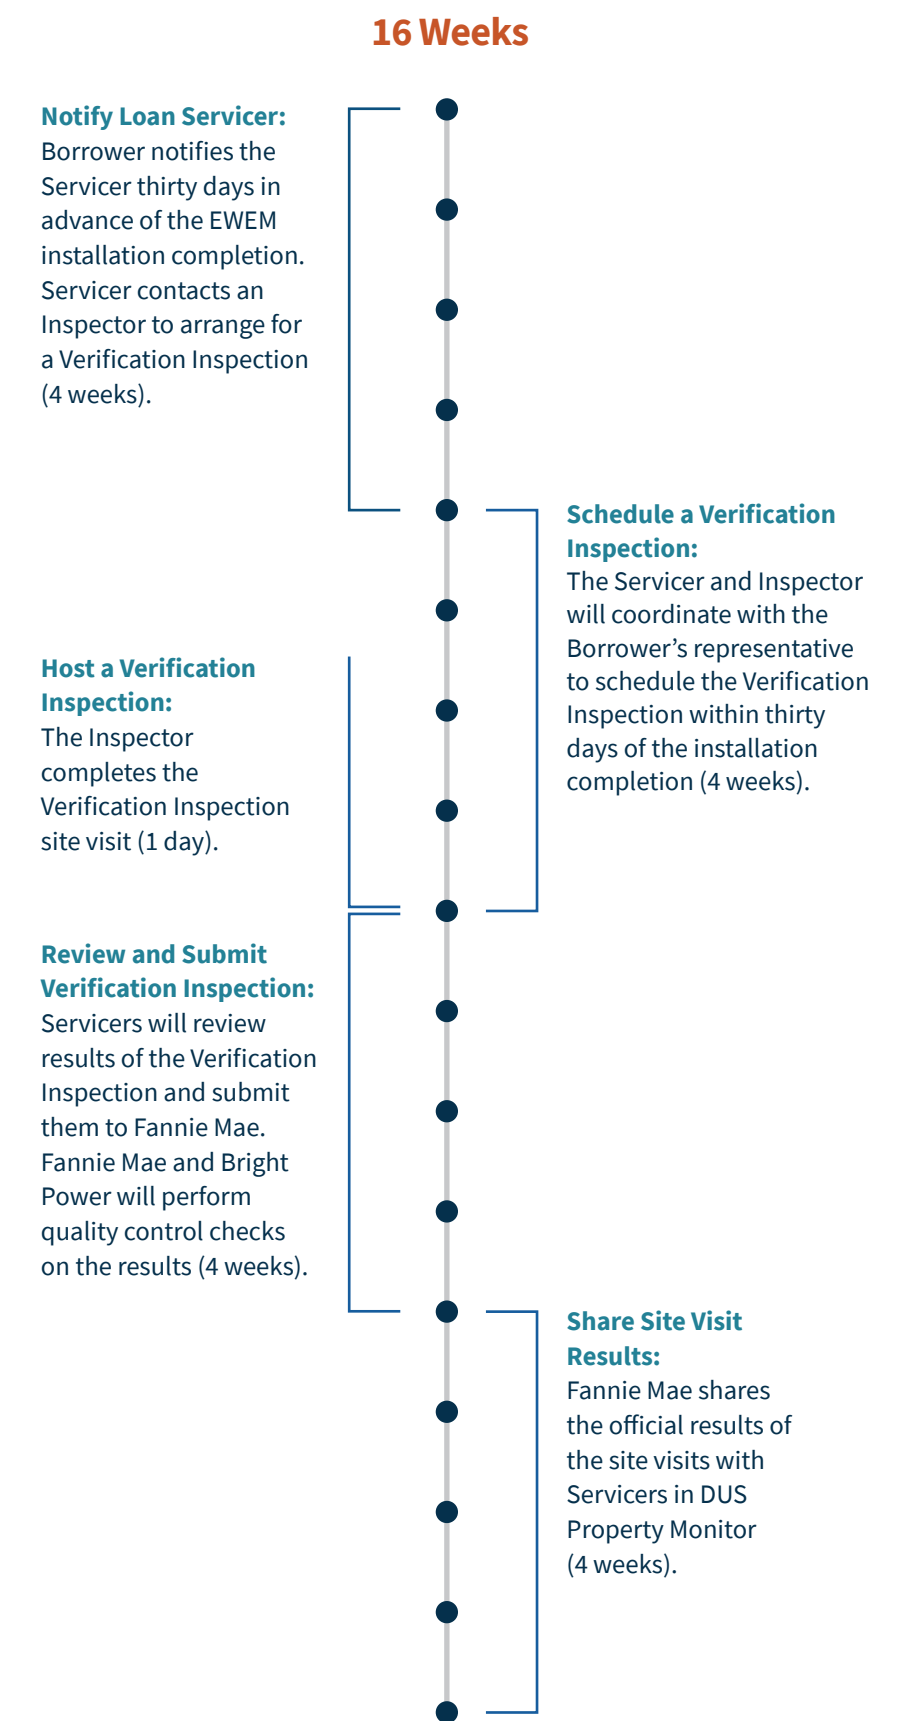 16 Weeks
Notify Loan Servicer:
Borrower notifies the
Servicer thirty days in
advance of the EWEM
installation completion.
Servicer contacts an
Inspector to arrange for
a Verification Inspection
(4 weeks).
Schedule a Verification
Inspection:
The Servicer and Inspector
will coordinate with the
Borrower’s representative
to schedule the Verification
Inspection within thirty
days of the installation
completion (4 weeks).
Host a Verification
Inspection:
The Inspector
completes the
Verification Inspection
site visit (1 day).
Review and Submit
Verification Inspection:
Servicers will review
results of the Verification
Inspection and submit
them to Fannie Mae.
Fannie Mae and Bright
Power will perform
quality control checks
on the results (4 weeks).
Share Site Visit
Results:
Fannie Mae shares
the official results of
the site visits with
Servicers in DUS
Property Monitor
(4 weeks).